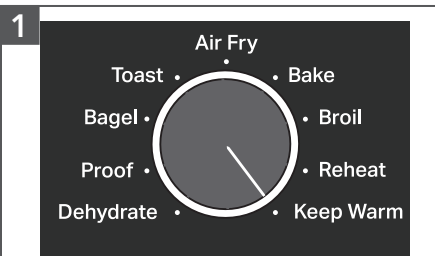 1
Air Fry
Toast Bake
Bagel Broil
Proof Reheat
Dehydrate Keep Warm